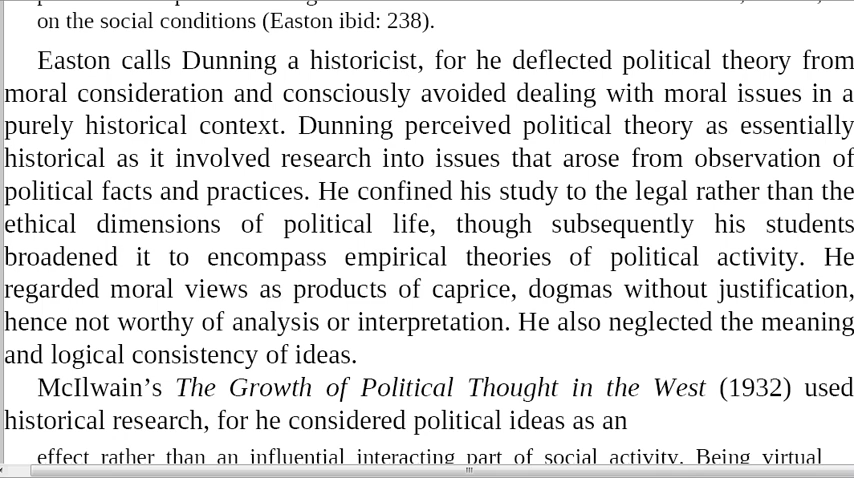 on the social conditions (Easton ibid: 238).
Easton calls Dunning a historicist, for he deflected political theory from
moral consideration and consciously avoided dealing with moral issues in a
purely historical context. Dunning perceived political theory as essentially
historical as it involved research into issues that arose from observation of
political facts and practices. He confined his study to the legal rather than the
ethical dimensions of political life, though subsequently his students
broadened it to encompass empirical theories of political activity. He
regarded moral views as products of caprice, dogmas without justification,
hence not worthy of analysis or interpretation. He also neglected the meaning
and logical consistency of ideas.
McIlwain’s The Growth of Political Thought in the West (1932) used
historical research, for he considered political ideas as an
effect rather than an influential interacting part of social activity. Being virtual